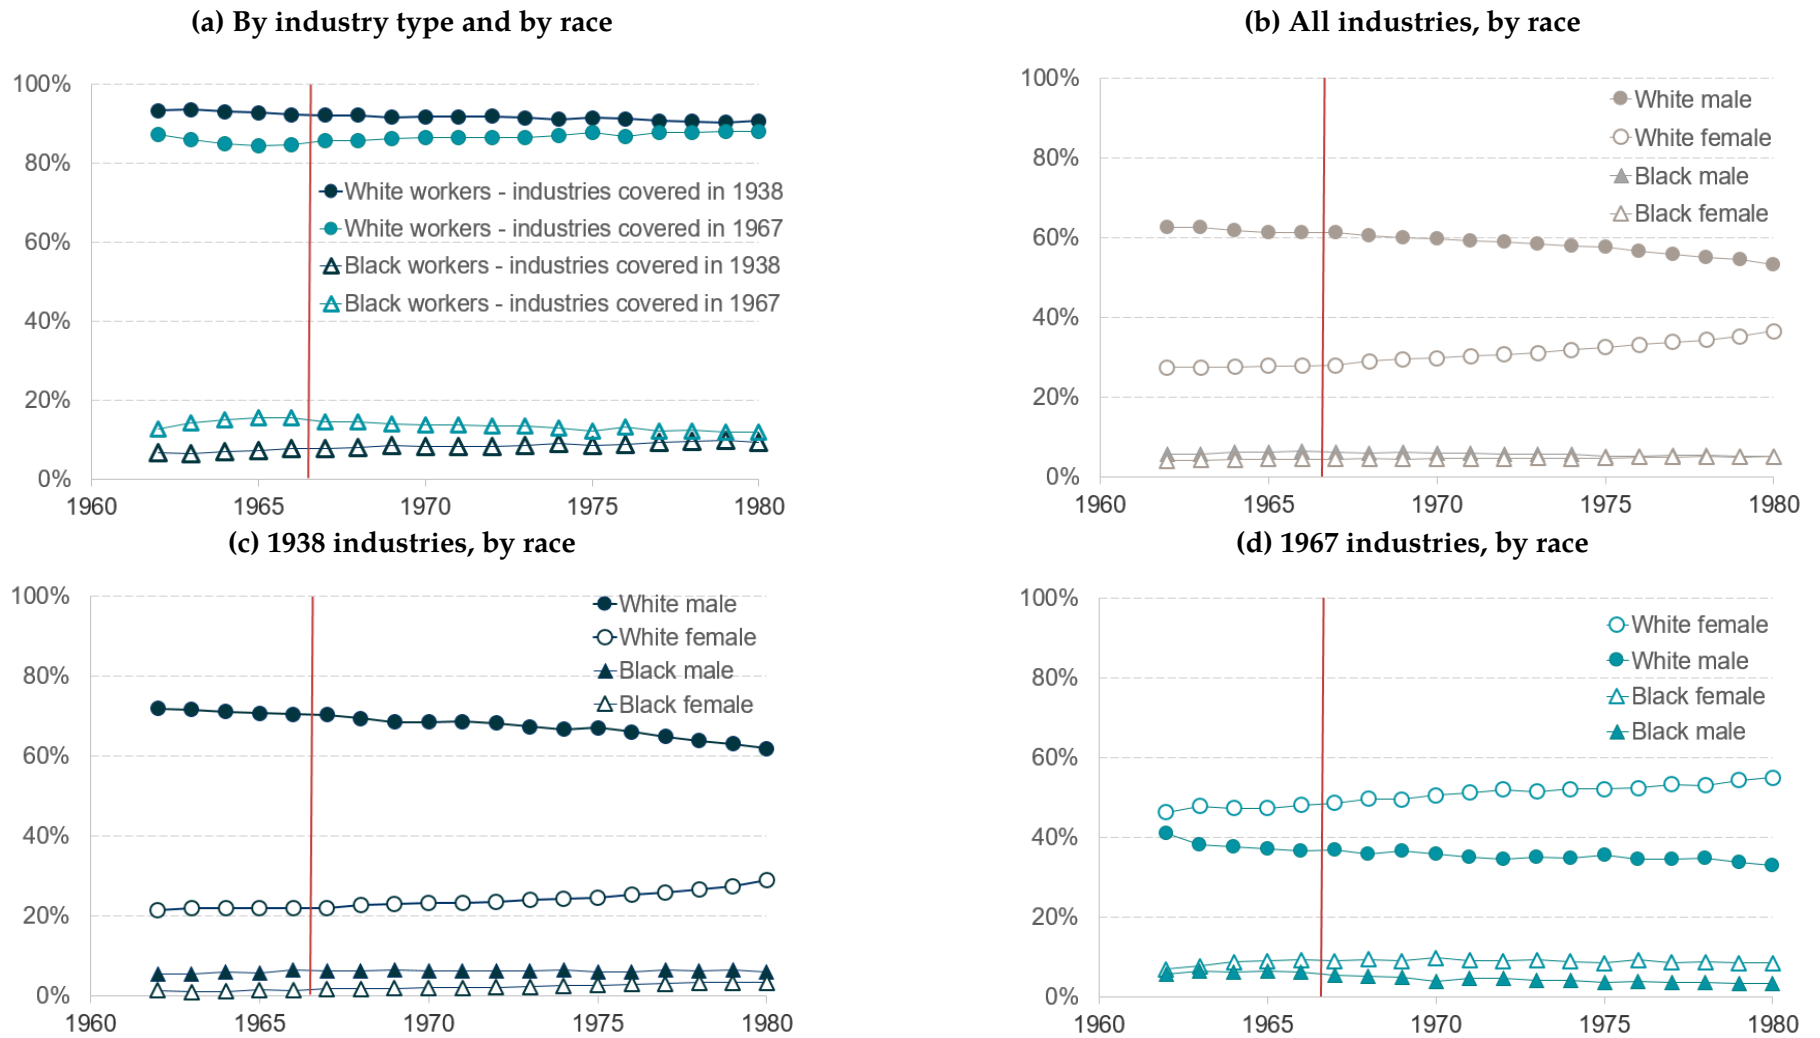 (a) By industry type and by race
100%
80%
60%
40%
20%
0%
1960
1965
1970
1975
1980
White workers - industries covered in 1938
White workers - industries covered in 1967
Black workers - industries covered in 1938
Black workers - industries covered in 1967
(b) All industries, by race
100%
80%
60%
40%
20%
0%
1960
1965
1970
1975
1980
White male
White female
Black male
Black female
(c) 1938 industries, by race
100%
80%
60%
40%
20%
0%
1960
1965
1970
1975
1980
White male
White female
Black male
Black female
(d) 1967 industries, by race
100%
80%
60%
40%
20%
0%
1960
1965
1970
1975
1980
White female
White male
Black female
Black male